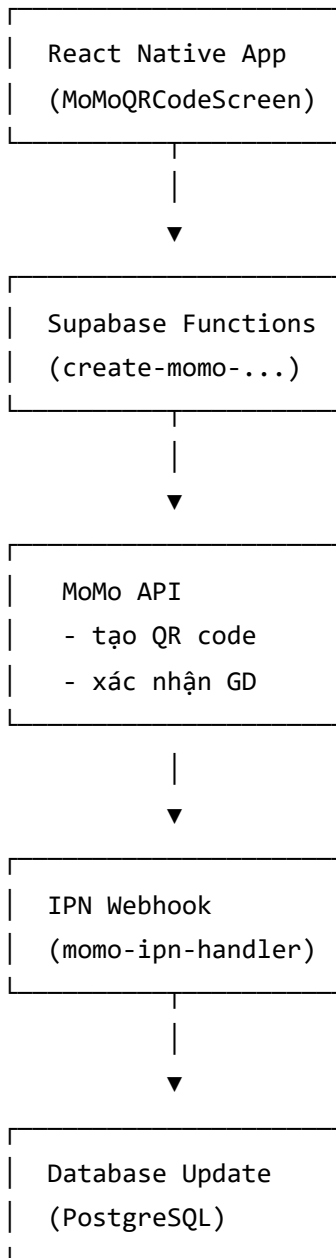 React Native App
(MoMoQRCodeScreen)
Supabase Functions
(create-momo-...)
MoMo API
- tạo QR code
- xác nhận GD
IPN Webhook
(momo-ipn-handler)
Database Update
(PostgreSQL)